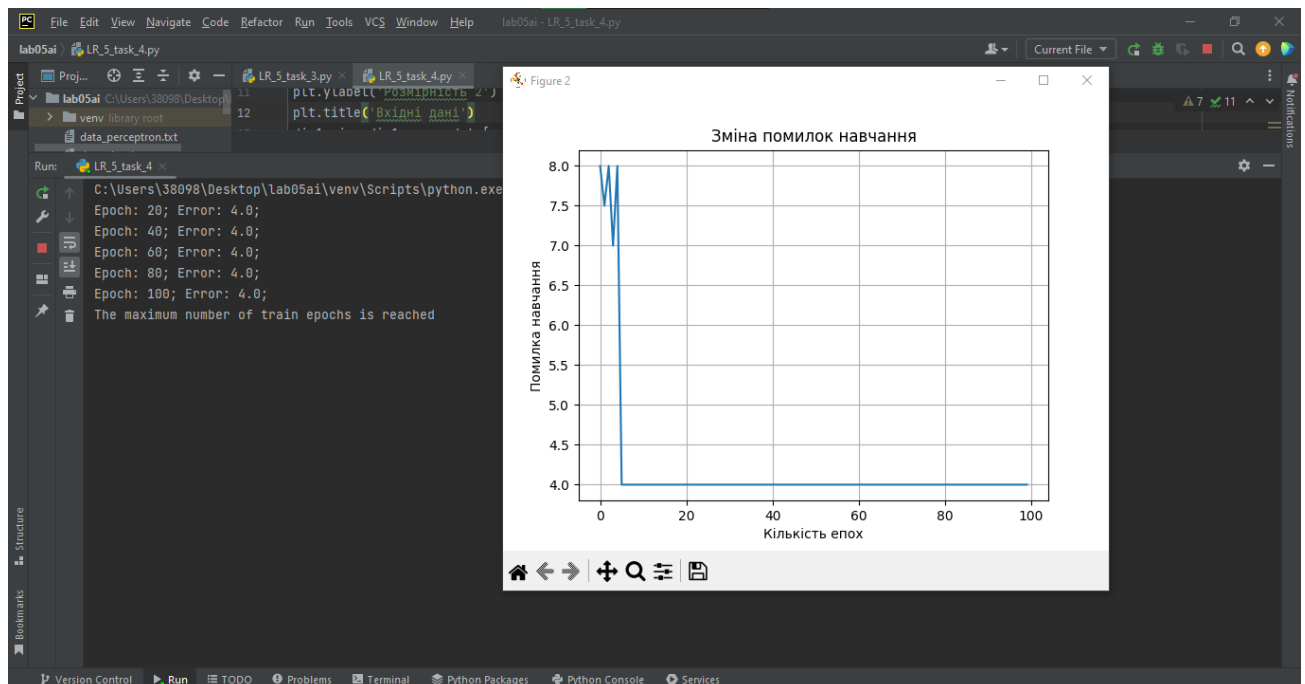 PC File Edit View Navigate Code Refactor Run Tools VCS Window Help lab05ai - LR_5_task_4.py
lab05ai LR_5_task_4.py Current File
Project Proj... LR_5_task_3.py LR_5_task_4.py
11 plt.ylabel('Розмірність 2')
lab05ai C:\Users\38098\Desktop\
12 plt.title('Вхідні дані')
7 11
venv library root
data_perceptron.txt
Notifications
Run: LR_5_task_4
C:\Users\38098\Desktop\lab05ai\venv\Scripts\python.exe
Epoch: 20; Error: 4.0;
Epoch: 40; Error: 4.0;
Epoch: 60; Error: 4.0;
Epoch: 80; Error: 4.0;
Epoch: 100; Error: 4.0;
The maximum number of train epochs is reached
Figure 2
Зміна помилок навчання
Помилка навчання
8.0
7.5
7.0
6.5
6.0
5.5
5.0
4.5
4.0
0 20 40 60 80 100
Кількість епох
Structure
Bookmarks
Version Control Run TODO Problems Terminal Python Packages Python Console Services